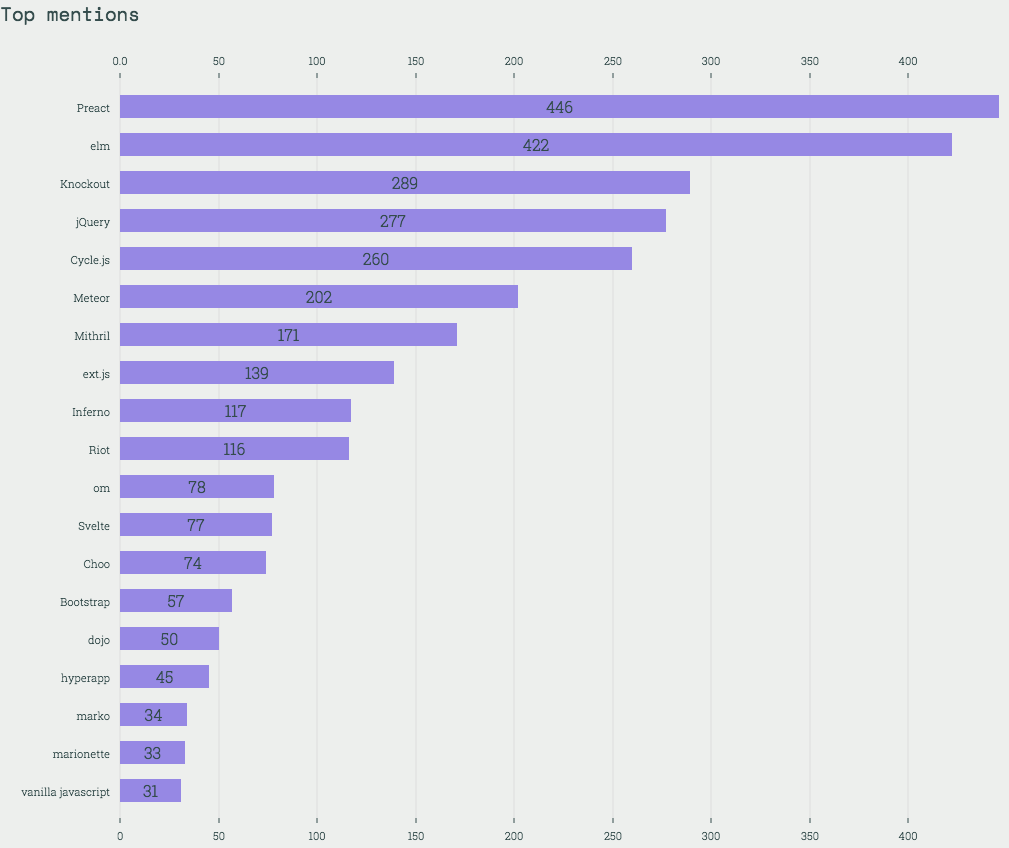 Top mentions
0.0 50 100 150 200 250 300 350 400
Preact 446
elm 422
Knockout 289
jQuery 277
Cycle.js 260
Meteor 202
Mithril 171
ext.js 139
Inferno 117
Riot 116
om 78
Svelte 77
Choo 74
Bootstrap 57
dojo 50
hyperapp 45
marko 34
marionette 33
vanilla javascript 31
0 50 100 150 200 250 300 350 400